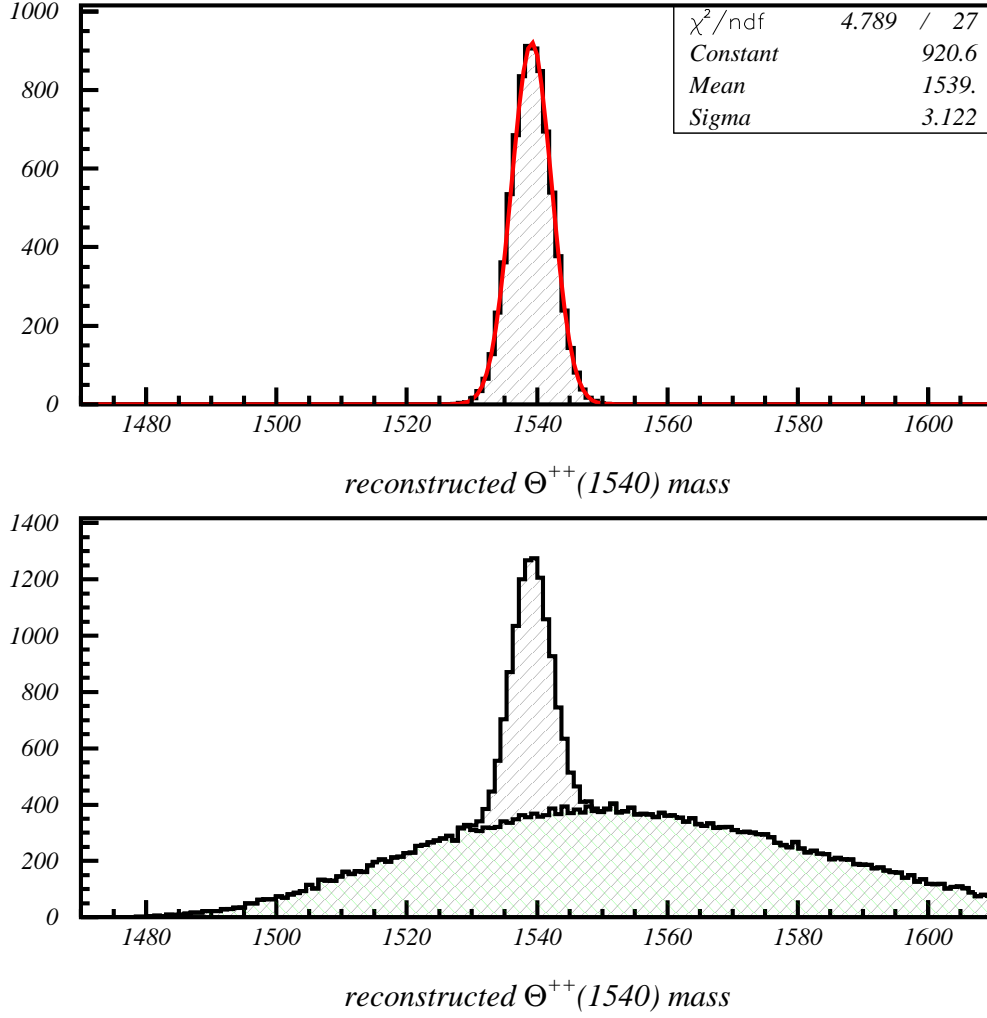 1000
800
600
400
200
0
χ²/ndf 4.789 / 27
Constant 920.6
Mean 1539.
Sigma 3.122
1480 1500 1520 1540 1560 1580 1600
reconstructed Θ⁺⁺(1540) mass
1400
1200
1000
800
600
400
200
0
1480 1500 1520 1540 1560 1580 1600
reconstructed Θ⁺⁺(1540) mass